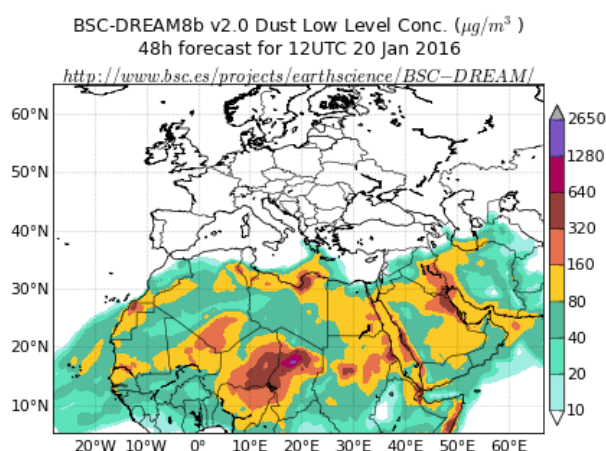 BSC-DREAM8b v2.0 Dust Low Level Conc. (μg/m³ )
48h forecast for 12UTC 20 Jan 2016
http://www.bsc.es/projects/earthscience/BSC−DREAM/
60°N
50°N
40°N
30°N
20°N
10°N
20°W 10°W 0° 10°E 20°E 30°E 40°E 50°E 60°E
2650
1280
640
320
160
80
40
20
10